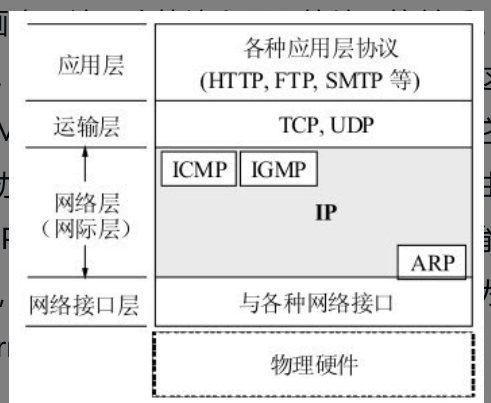 应用层
各种应用层协议
(HTTP, FTP, SMTP 等)
运输层
TCP, UDP
ICMP
IGMP
网络层
（网际层）
IP
ARP
网络接口层
与各种网络接口
物理硬件